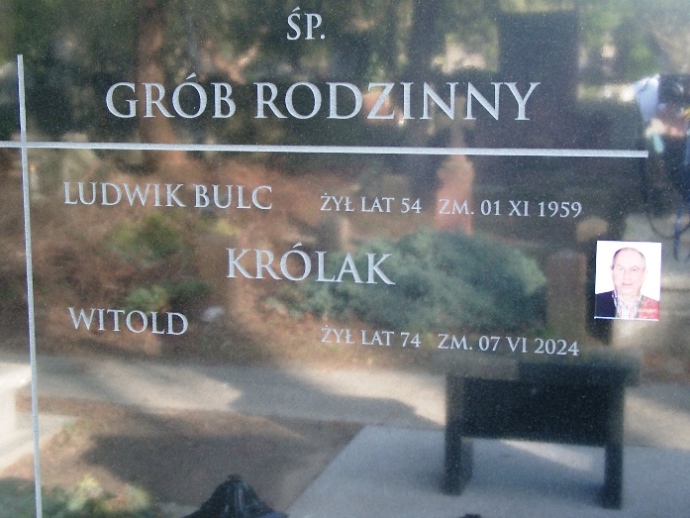 ŚP.
GRÓB RODZINNY
LUDWIK BULC ŻYŁ LAT 54 ZM. 01 XI 1959
KRÓLAK
WITOLD ŻYŁ LAT 74 ZM. 07 VI 2024